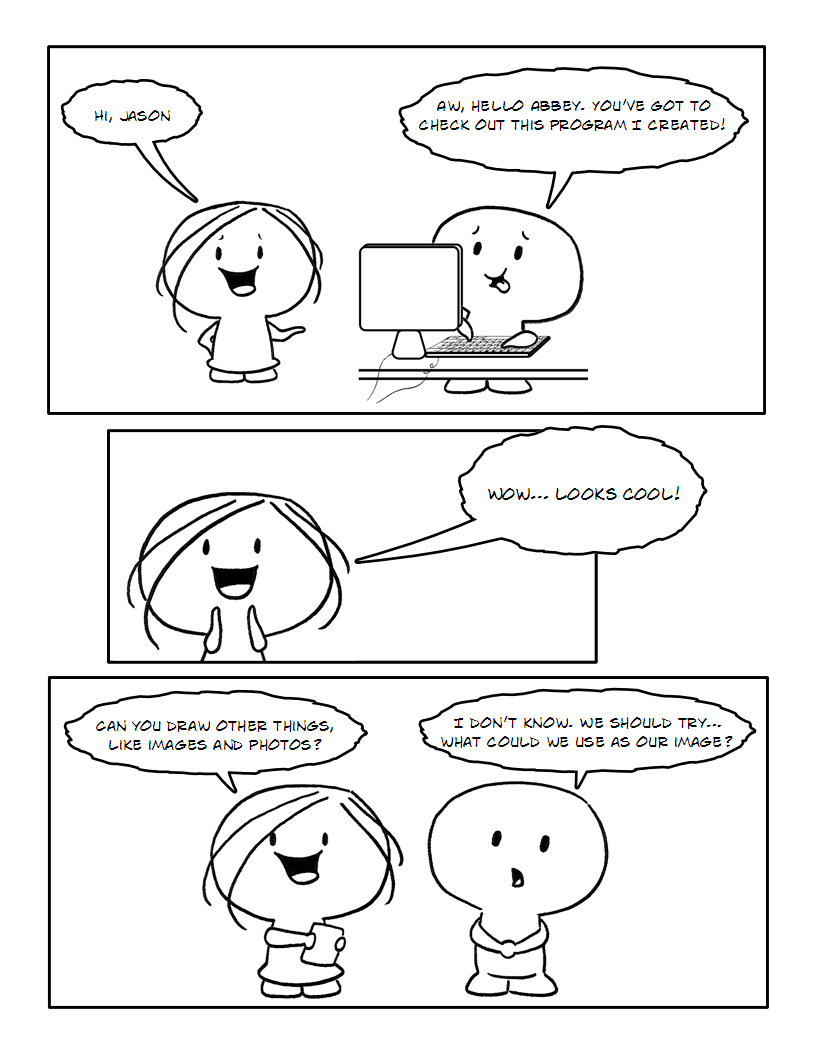 HI, JASON
AW, HELLO ABBEY. YOU'VE GOT TO
CHECK OUT THIS PROGRAM I CREATED!
WOW... LOOKS COOL!
CAN YOU DRAW OTHER THINGS,
LIKE IMAGES AND PHOTOS?
I DON'T KNOW. WE SHOULD TRY...
WHAT COULD WE USE AS OUR IMAGE?